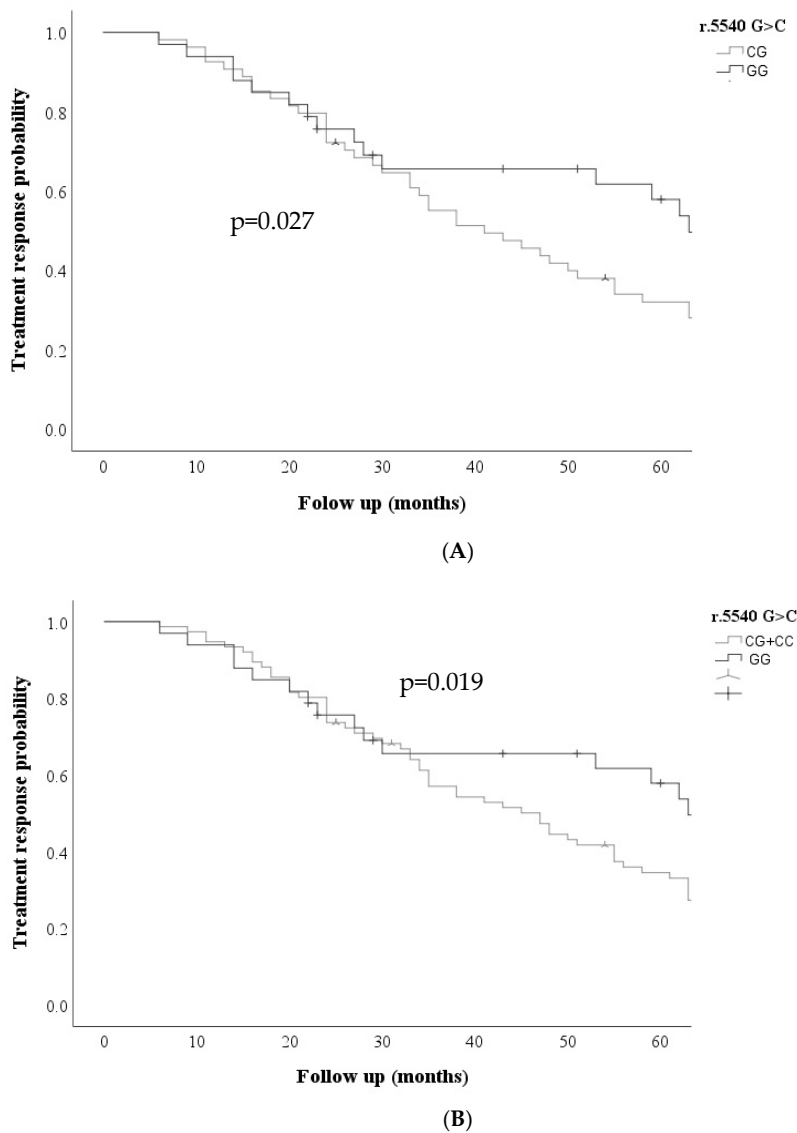 r.5540 G>C
CG
GG
1.0
0.8
0.6
0.4
0.2
0.0
Treatment response probability
p=0.027
0 10 20 30 40 50 60
Folow up (months)
(A)
r.5540 G>C
CG+CC
GG
1.0
0.8
0.6
0.4
0.2
0.0
Treatment response probability
p=0.019
0 10 20 30 40 50 60
Follow up (months)
(B)